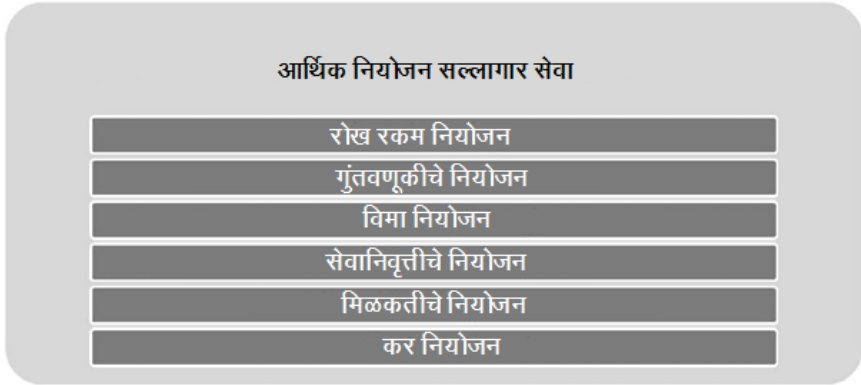 आर्थिक नियोजन सल्लागार सेवा
रोख रकम नियोजन
गुंतवणूकीचे नियोजन
विमा नियोजन
सेवानिवृत्तीचे नियोजन
मिळकतीचे नियोजन
कर नियोजन